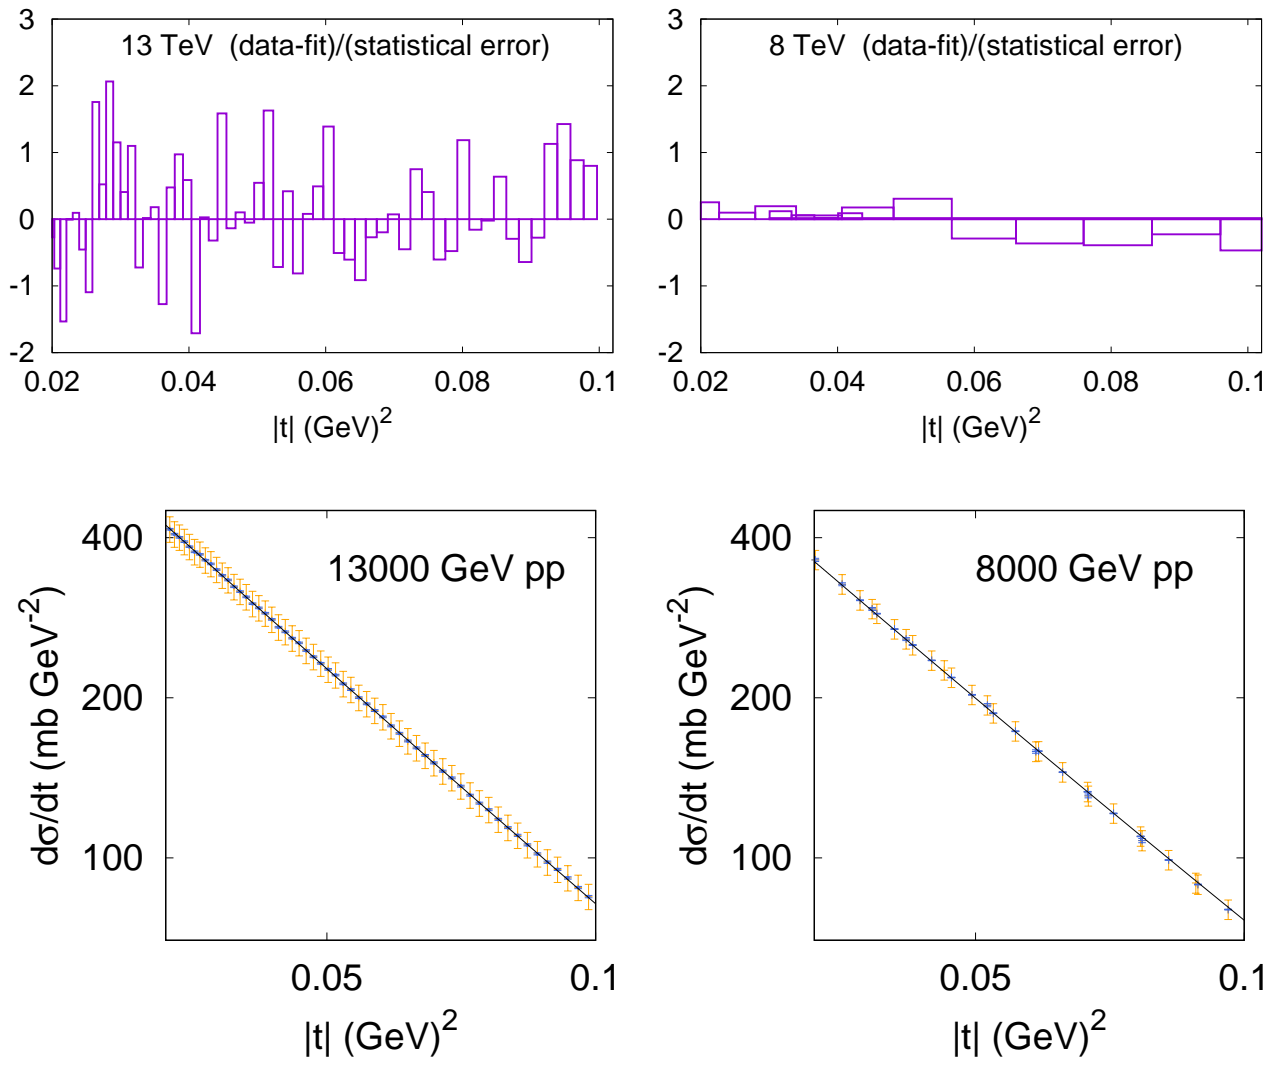 13 TeV (data-fit)/(statistical error)
3
2
1
0
-1
-2
0.02 0.04 0.06 0.08 0.1
|t| (GeV)²
8 TeV (data-fit)/(statistical error)
3
2
1
0
-1
-2
0.02 0.04 0.06 0.08 0.1
|t| (GeV)²
13000 GeV pp
dσ/dt (mb GeV⁻²)
400
200
100
0.05 0.1
|t| (GeV)²
8000 GeV pp
dσ/dt (mb GeV⁻²)
400
200
100
0.05 0.1
|t| (GeV)²